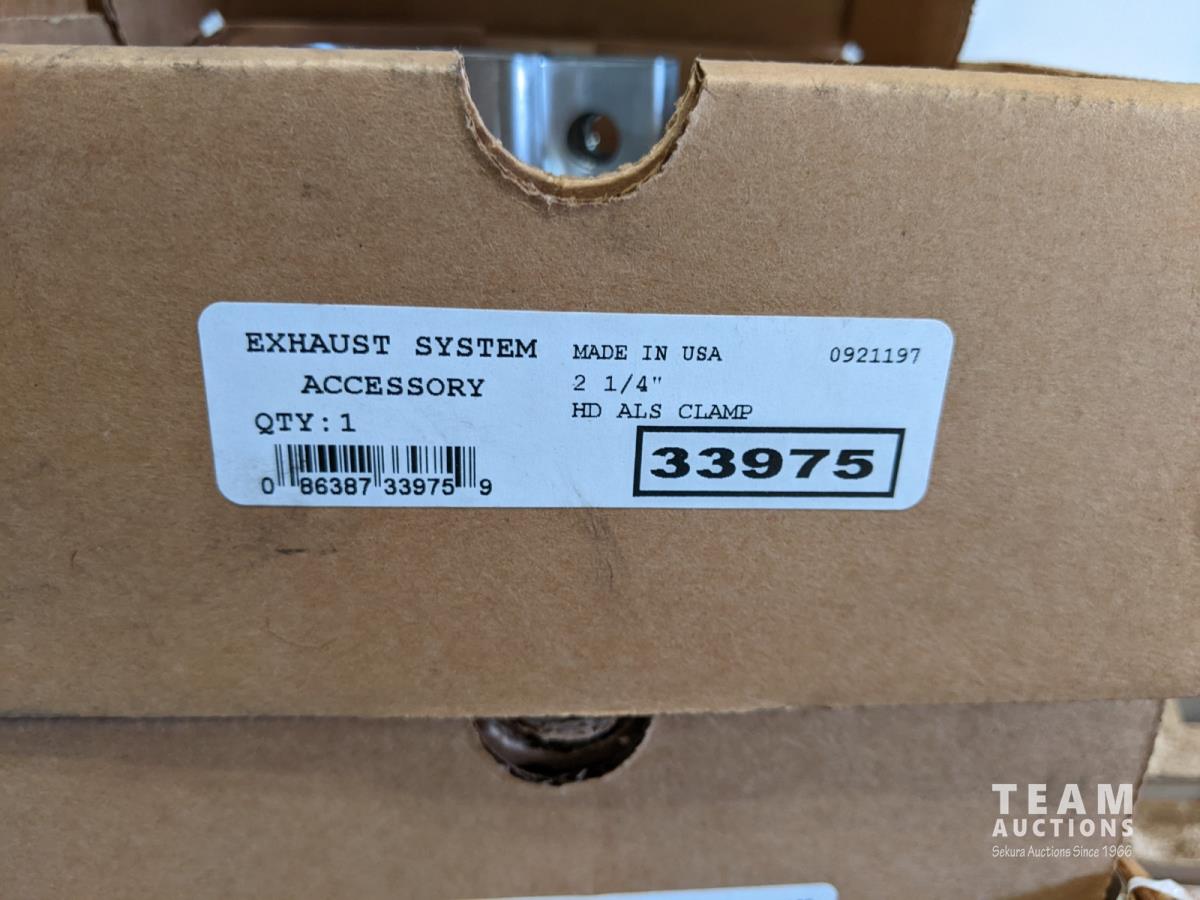 EXHAUST SYSTEM
ACCESSORY
QTY:1
0 86387 33975 9
MADE IN USA
0921197
2 1/4"
HD ALS CLAMP
33975
TEAM
AUCTIONS
Sekura Auctions Since 1966